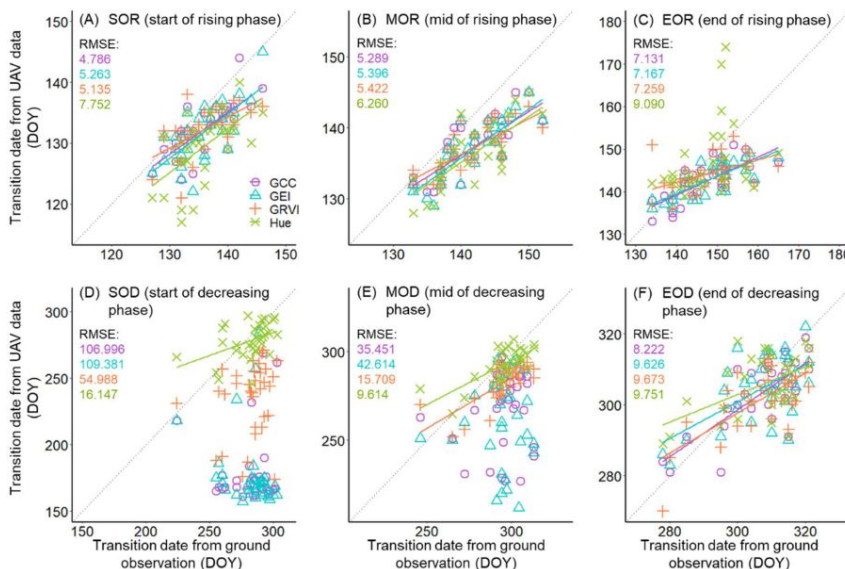 (A) SOR (start of rising phase)
RMSE:
4.786
5.263
5.135
7.752
150
140
130
120
120
130
140
150
GCC
GEI
GRVI
Hue
(B) MOR (mid of rising phase)
RMSE:
5.289
5.396
5.422
6.260
150
140
130
130
140
150
(C) EOR (end of rising phase)
RMSE:
7.131
7.167
7.259
9.090
180
170
160
150
140
130
130
140
150
160
170
180
Transition date from UAV data
(DOY)
(D) SOD (start of decreasing
phase)
RMSE:
106.996
109.381
54.988
16.147
300
250
200
150
150
200
250
300
Transition date from ground
observation (DOY)
(E) MOD (mid of decreasing
phase)
RMSE:
35.451
42.614
15.709
9.614
300
250
250
300
Transition date from ground
observation (DOY)
(F) EOD (end of decreasing
phase)
RMSE:
8.222
9.626
9.673
9.751
320
300
280
280
300
320
Transition date from ground
observation (DOY)
Transition date from UAV data
(DOY)